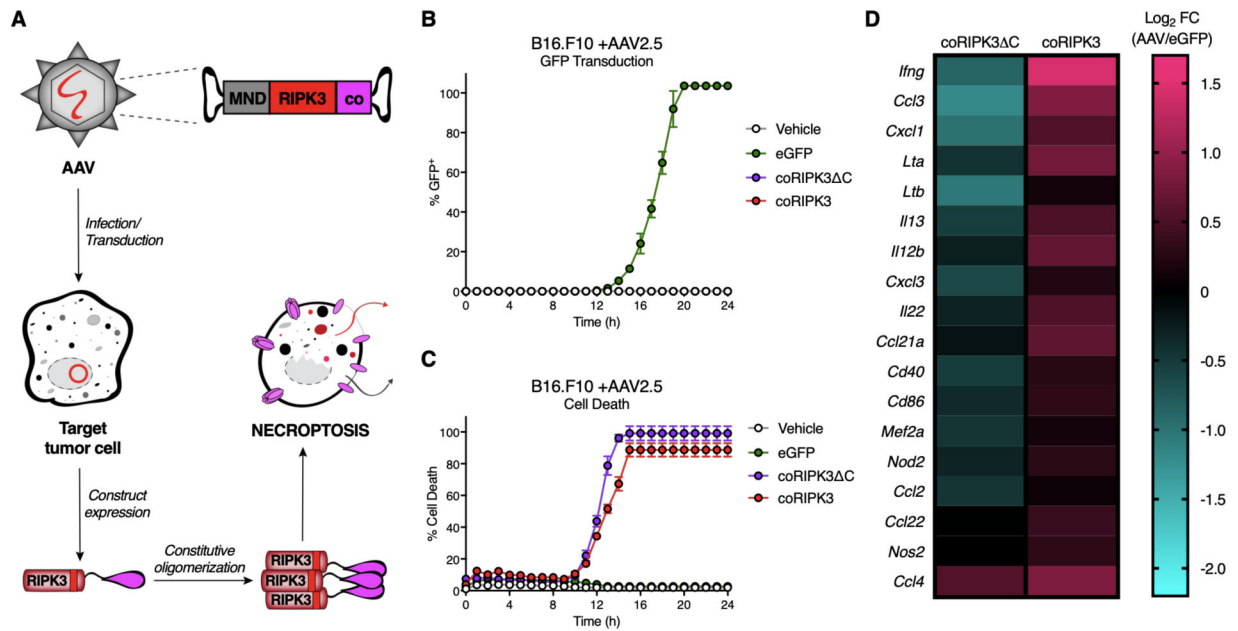 A
MND RIPK3 co
AAV
Infection/
Transduction
Target
tumor cell
NECROPTOSIS
Construct
expression
Constitutive
oligomerization
RIPK3
RIPK3
RIPK3
RIPK3
B
B16.F10 +AAV2.5
GFP Transduction
% GFP⁺
100
80
60
40
20
0
0 4 8 12 16 20 24
Time (h)
Vehicle
eGFP
coRIPK3ΔC
coRIPK3
C
B16.F10 +AAV2.5
Cell Death
% Cell Death
100
80
60
40
20
0
0 4 8 12 16 20 24
Time (h)
Vehicle
eGFP
coRIPK3ΔC
coRIPK3
D
coRIPK3ΔC coRIPK3
Log₂ FC
(AAV/eGFP)
Ifng
Ccl3
Cxcl1
Lta
Ltb
Il13
Il12b
Cxcl3
Il22
Ccl21a
Cd40
Cd86
Mef2a
Nod2
Ccl2
Ccl22
Nos2
Ccl4
1.5
1.0
0.5
0
-0.5
-1.0
-1.5
-2.0